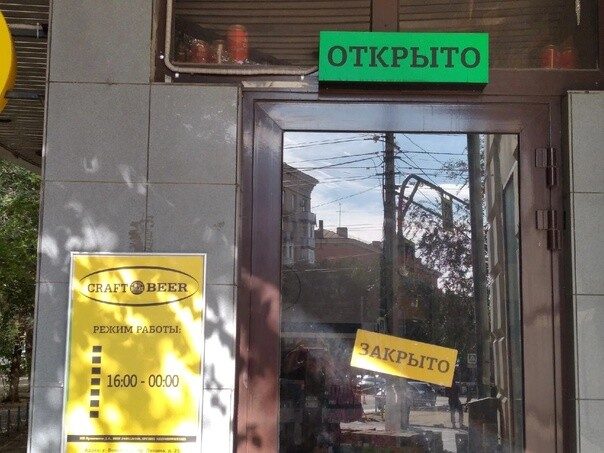 ОТКРЫТО
CRAFT BEER
РЕЖИМ РАБОТЫ:
16:00 - 00:00
ЗАКРЫТО